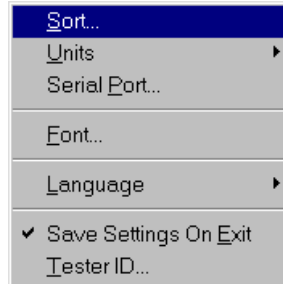 Sort...
Units
Serial Port...
Font...
Language
Save Settings On Exit
Tester ID...